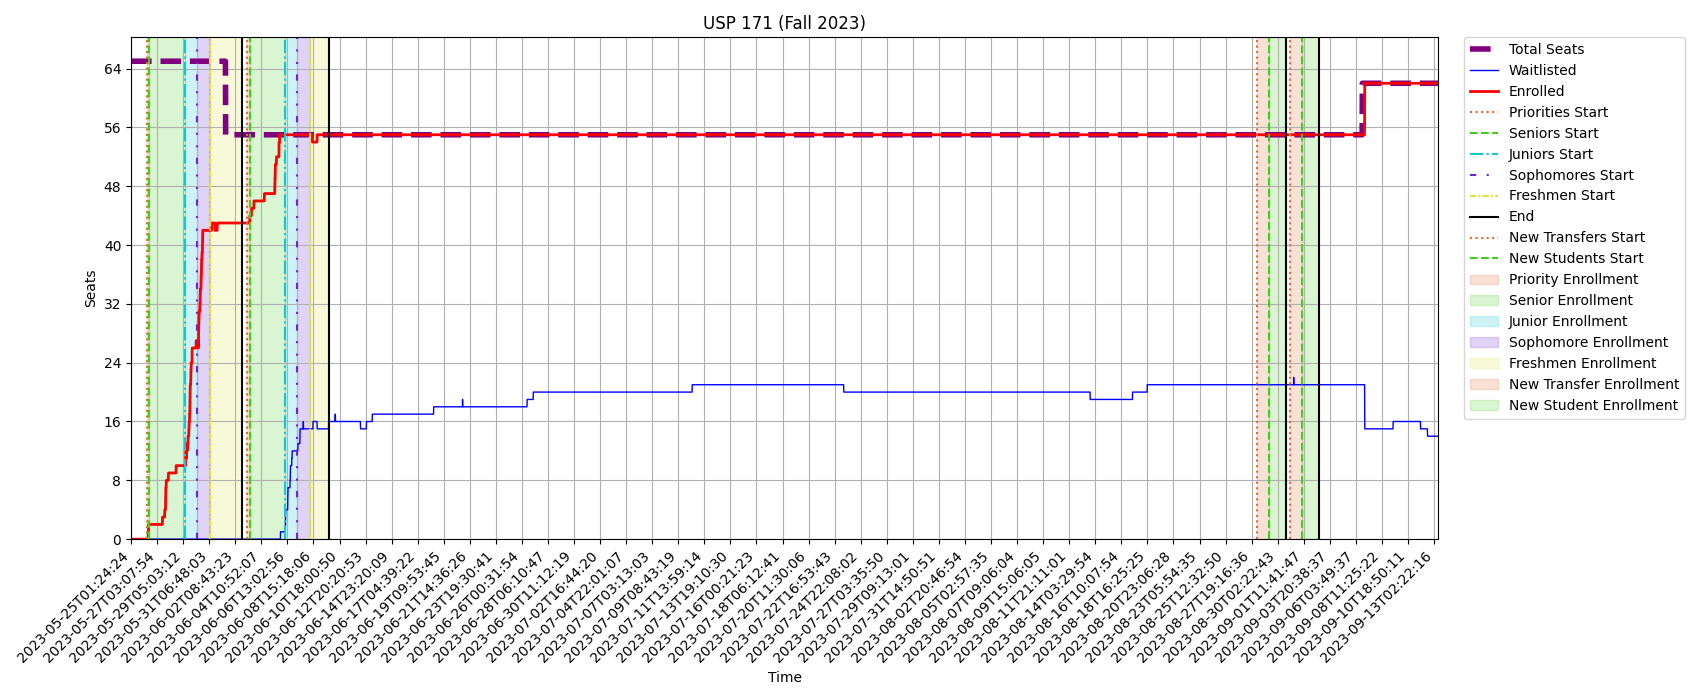 USP 171 (Fall 2023)
Seats
64
56
48
40
32
24
16
8
0
2023-05-25T01:24:24
2023-05-27T03:07:54
2023-05-29T05:03:12
2023-05-31T06:48:03
2023-06-02T08:43:23
2023-06-04T10:52:07
2023-06-06T13:02:56
2023-06-08T15:18:06
2023-06-10T18:00:50
2023-06-12T20:20:53
2023-06-14T23:20:09
2023-06-17T04:39:22
2023-06-19T09:53:45
2023-06-21T14:36:26
2023-06-23T19:30:41
2023-06-26T00:31:54
2023-06-28T06:10:47
2023-06-30T11:12:19
2023-07-02T16:44:20
2023-07-04T22:01:07
2023-07-07T03:13:03
2023-07-09T08:43:19
2023-07-11T13:59:14
2023-07-13T19:10:30
2023-07-16T00:21:23
2023-07-18T06:12:41
2023-07-20T11:30:06
2023-07-22T16:53:43
2023-07-24T22:08:02
2023-07-27T03:35:50
2023-07-29T09:13:01
2023-07-31T14:50:51
2023-08-02T20:46:54
2023-08-05T02:57:35
2023-08-07T09:06:04
2023-08-09T15:06:05
2023-08-11T21:11:01
2023-08-14T03:29:54
2023-08-16T10:07:54
2023-08-18T16:25:25
2023-08-20T23:06:28
2023-08-23T05:54:35
2023-08-25T12:32:50
2023-08-27T19:16:36
2023-08-30T02:22:43
2023-09-01T11:41:47
2023-09-03T20:38:37
2023-09-06T03:49:37
2023-09-08T11:25:22
2023-09-10T18:50:11
2023-09-13T02:22:16
Time
Total Seats
Waitlisted
Enrolled
Priorities Start
Seniors Start
Juniors Start
Sophomores Start
Freshmen Start
End
New Transfers Start
New Students Start
Priority Enrollment
Senior Enrollment
Junior Enrollment
Sophomore Enrollment
Freshmen Enrollment
New Transfer Enrollment
New Student Enrollment